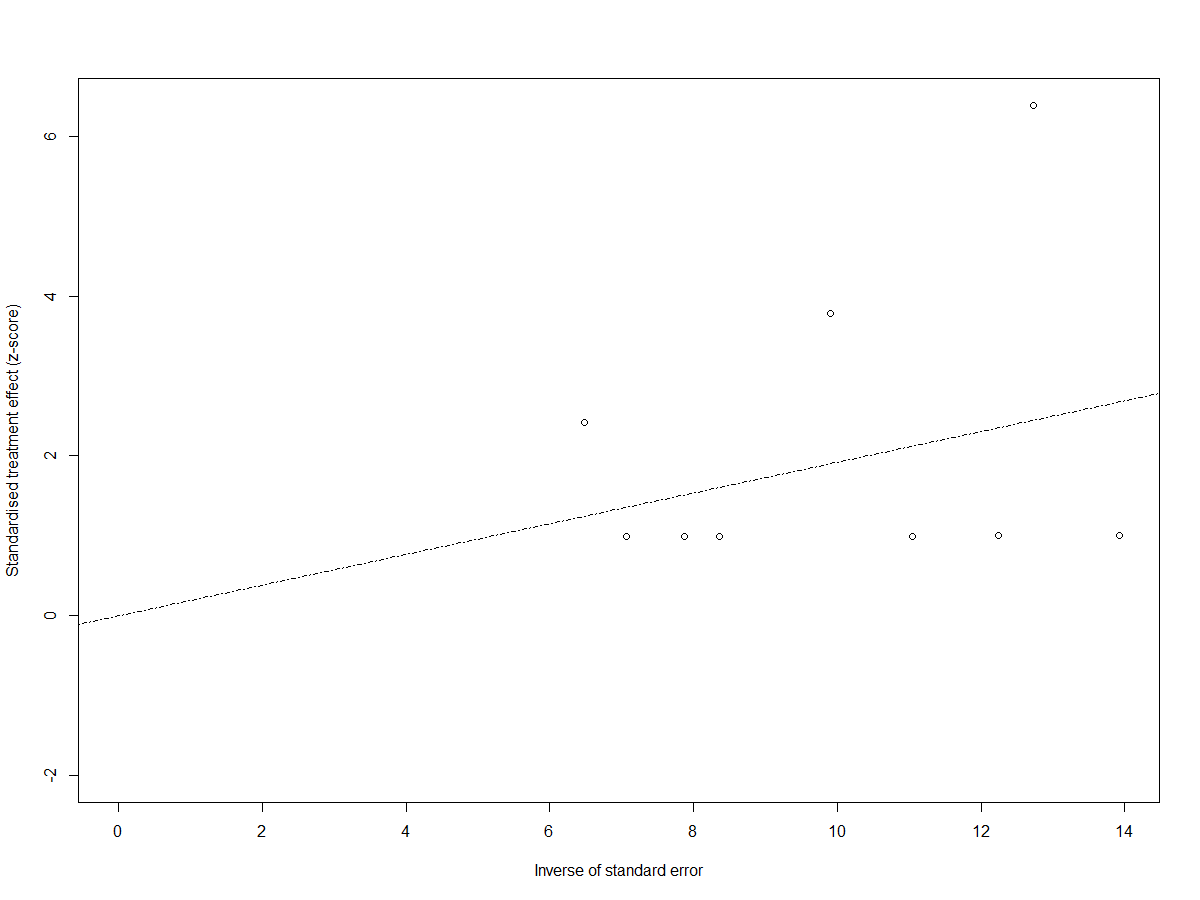 6
4
2
0
-2
Standardised treatment effect (z-score)
0 2 4 6 8 10 12 14
Inverse of standard error